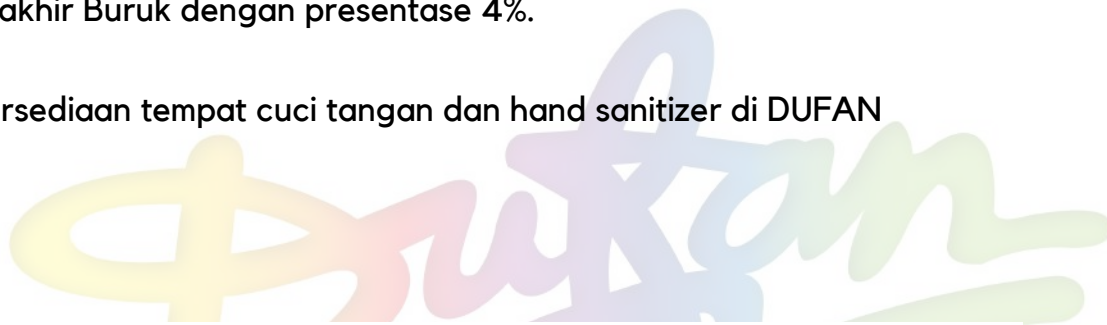 akhir Buruk dengan presentase 4%.
rsediaan tempat cuci tangan dan hand sanitizer di DUFAN
Dufan